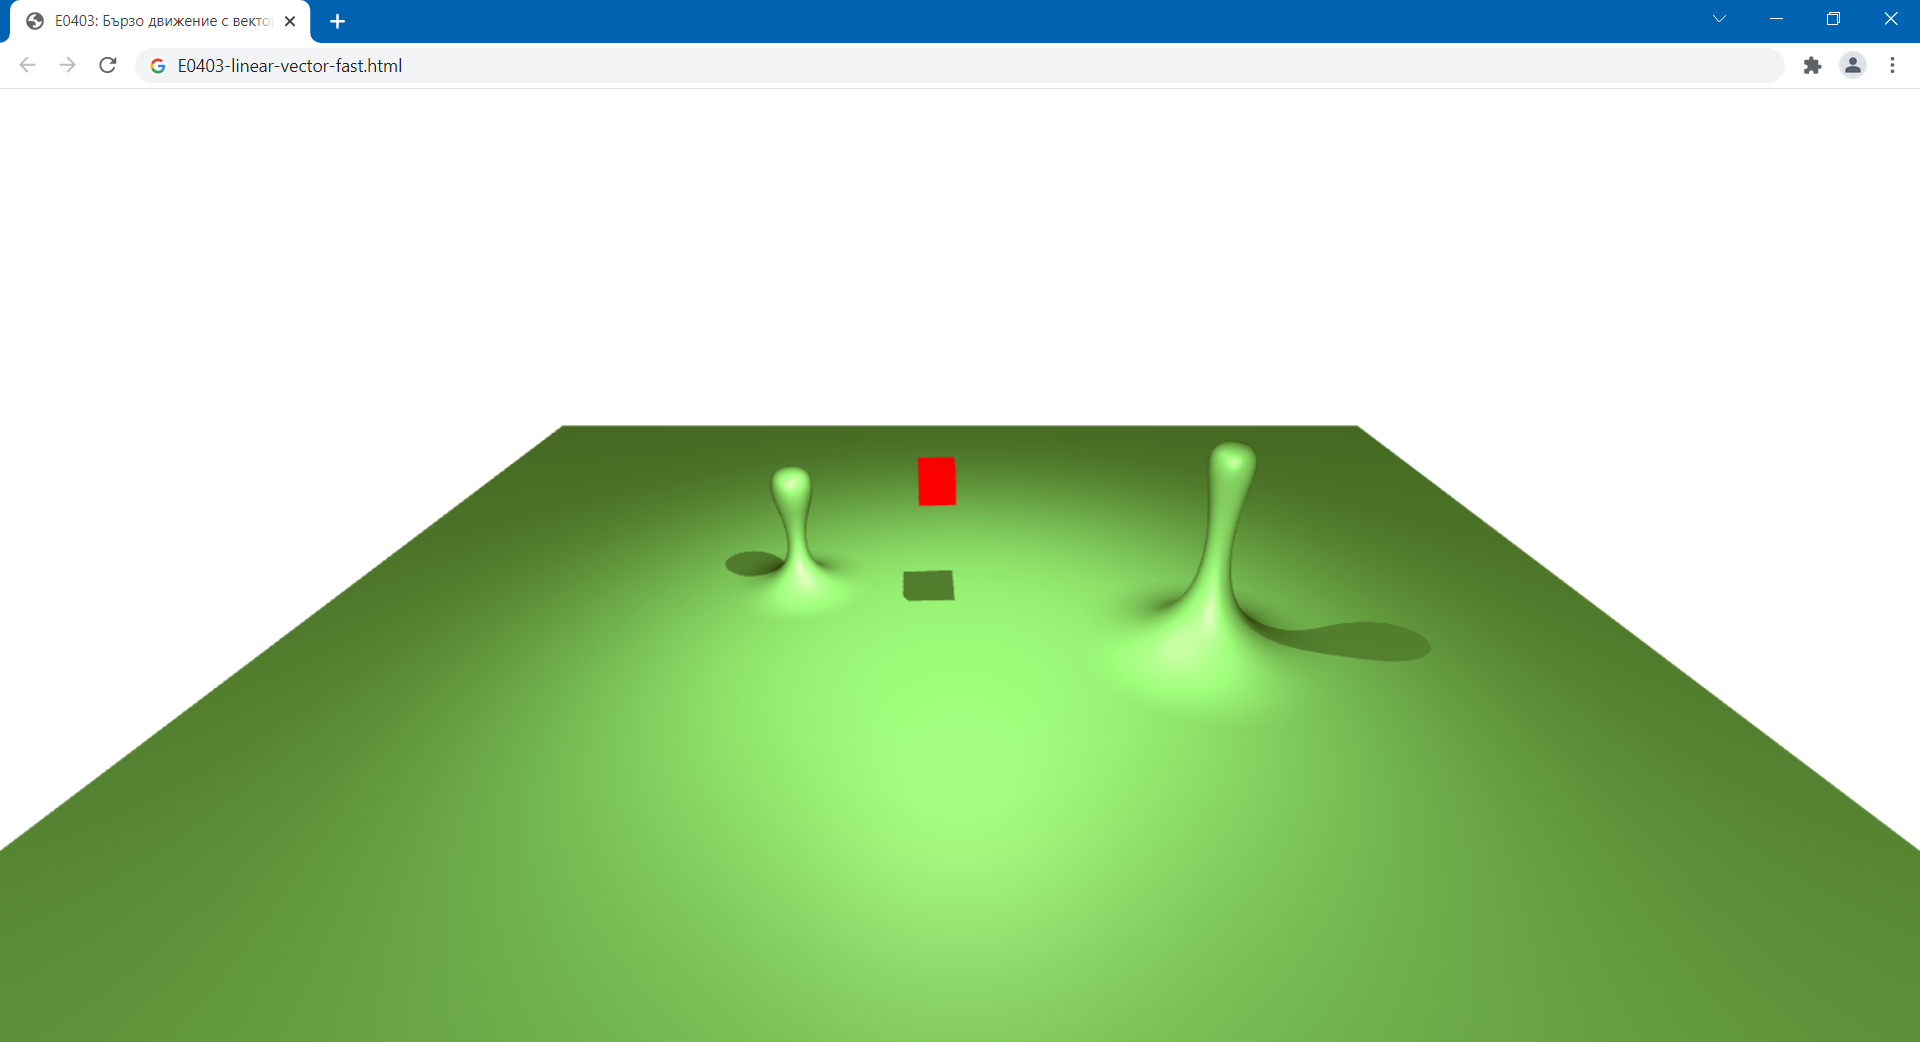 E0403: Бързо движение с векто
E0403-linear-vector-fast.html